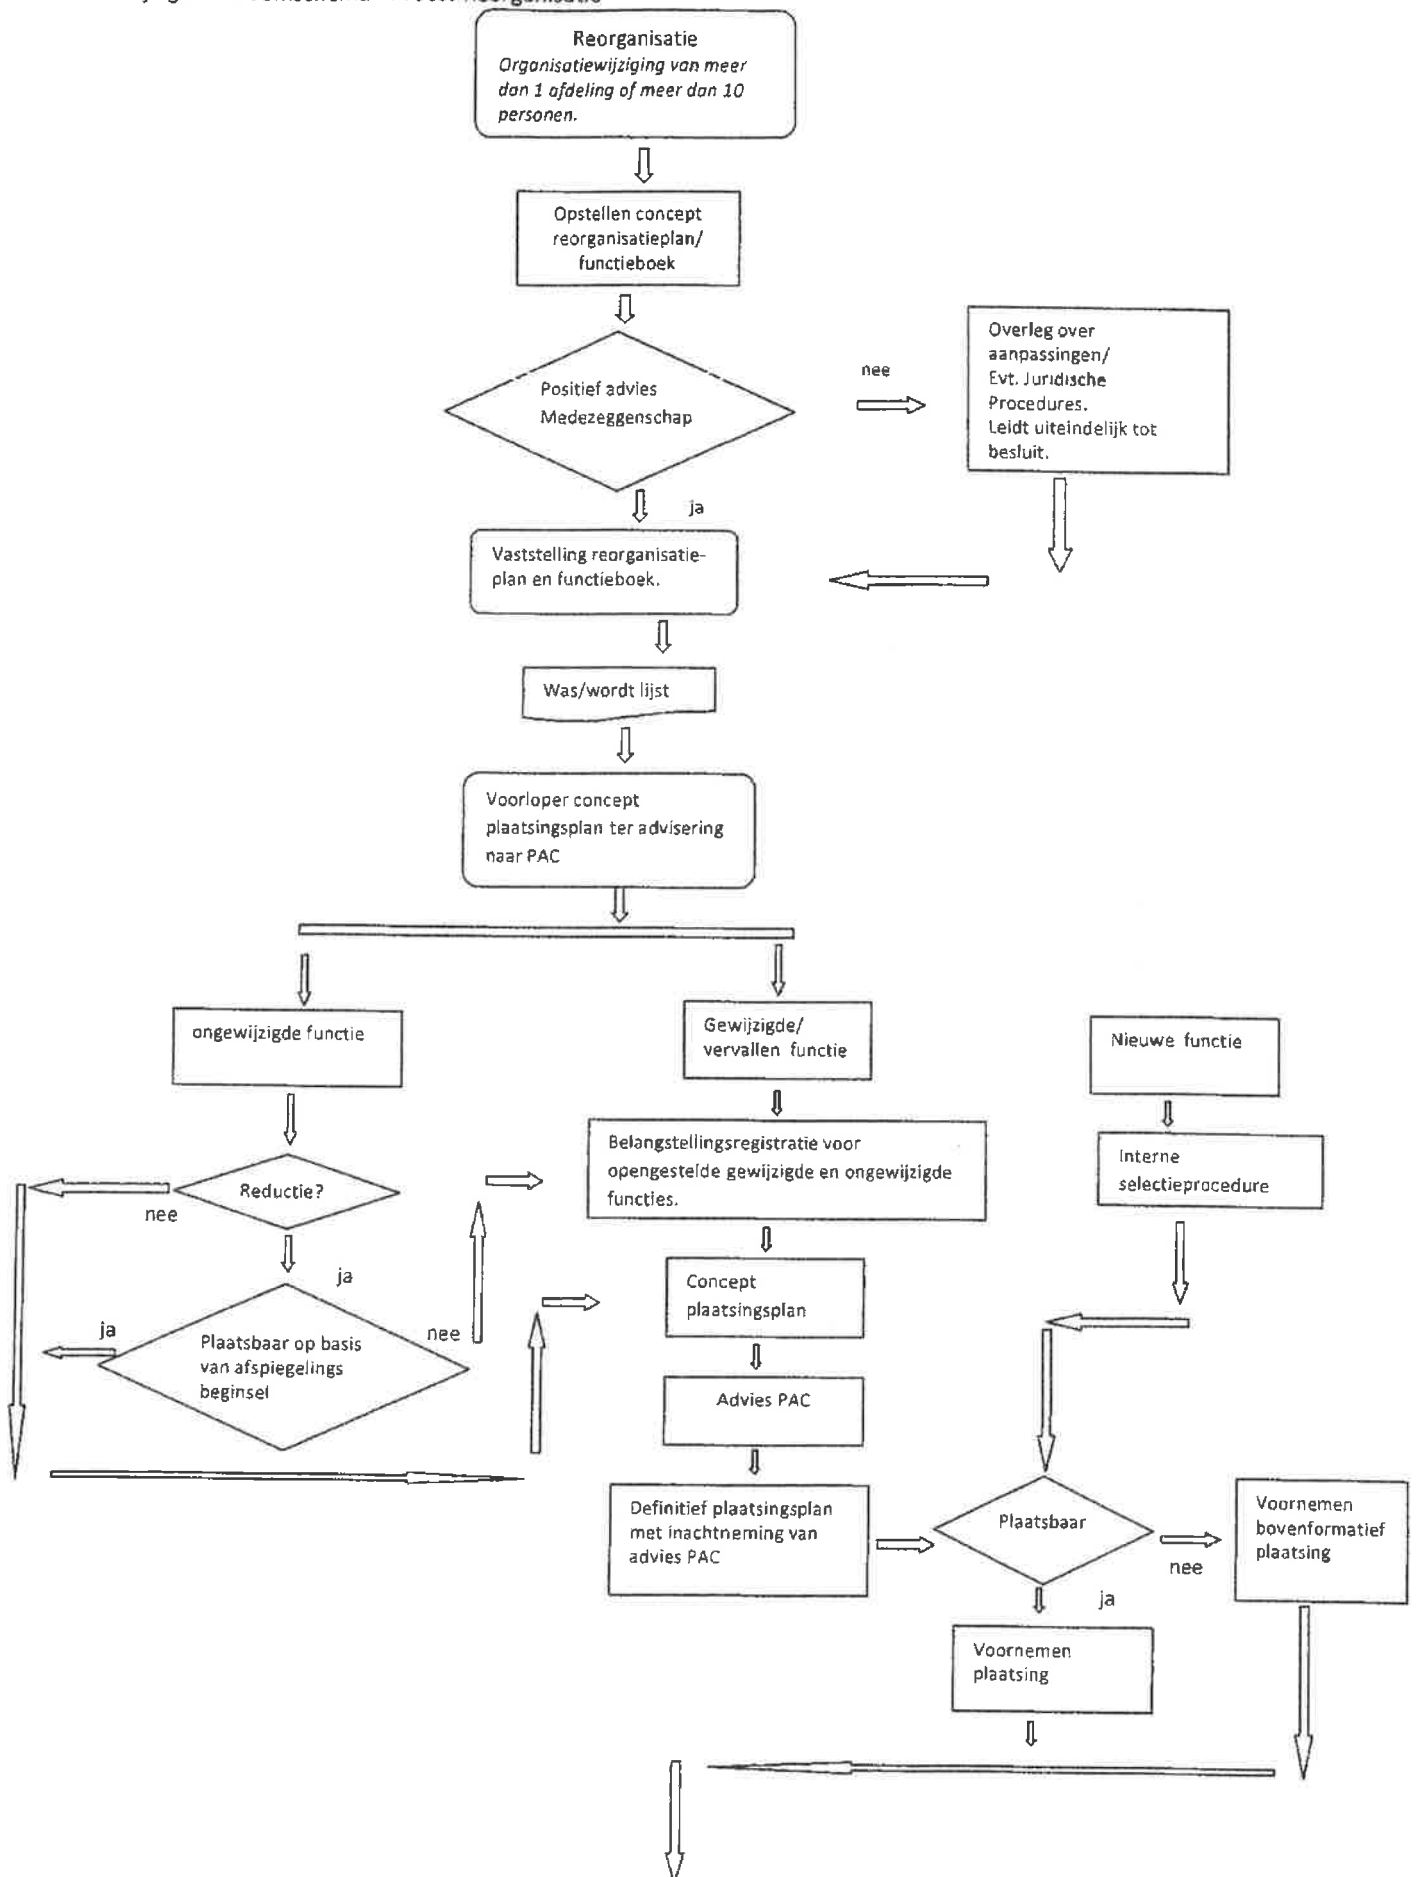 Reorganisatie
Organisatiewijziging van meer
dan 1 afdeling of meer dan 10
personen.
Opstellen concept
reorganisatieplan/
functieboek
Positief advies
Medezeggenschap
nee
Overleg over
aanpassingen/
Evt. Juridische
Procedures.
Leidt uiteindelijk tot
besluit.
ja
Vaststelling reorganisatie-
plan en functieboek.
Was/wordt lijst
Voorloper concept
plaatsingsplan ter advisering
naar PAC
ongewijzigde functie
Gewijzigde/
vervallen functie
Nieuwe functie
Belangstellingsregistratie voor
opengestelde gewijzigde en ongewijzigde
functies.
Interne
selectieprocedure
Reductie?
nee
ja
Concept
plaatsingsplan
ja
Plaatsbaar op basis
van afspiegelings
beginsel
nee
Advies PAC
Definitief plaatsingsplan
met inachtneming van
advies PAC
Plaatsbaar
nee
Voornemen
bovenformatief
plaatsing
ja
Voornemen
plaatsing